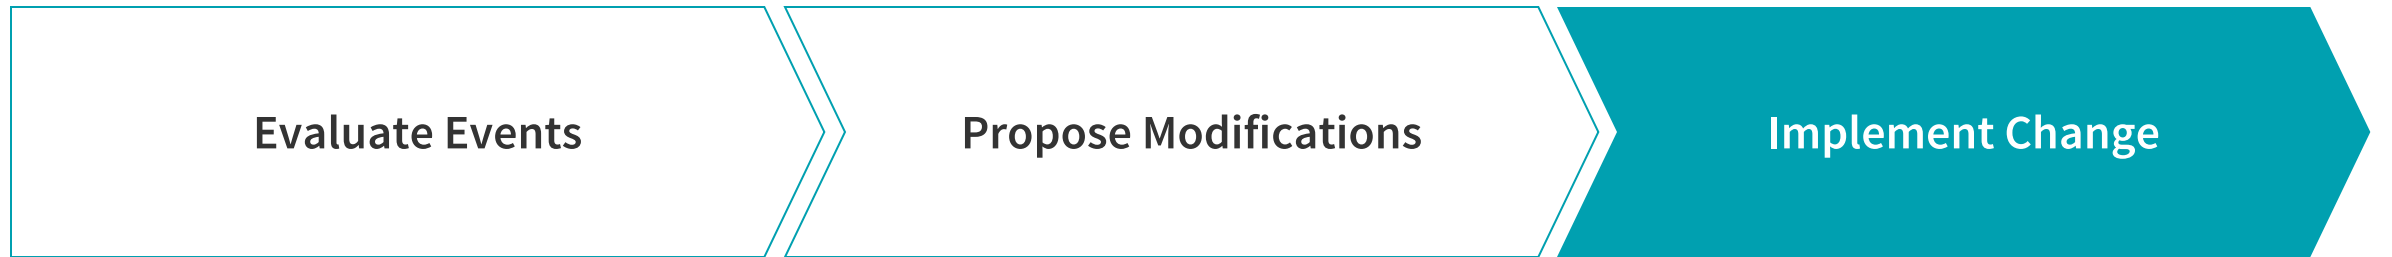 Evaluate Events
Propose Modifications
Implement Change